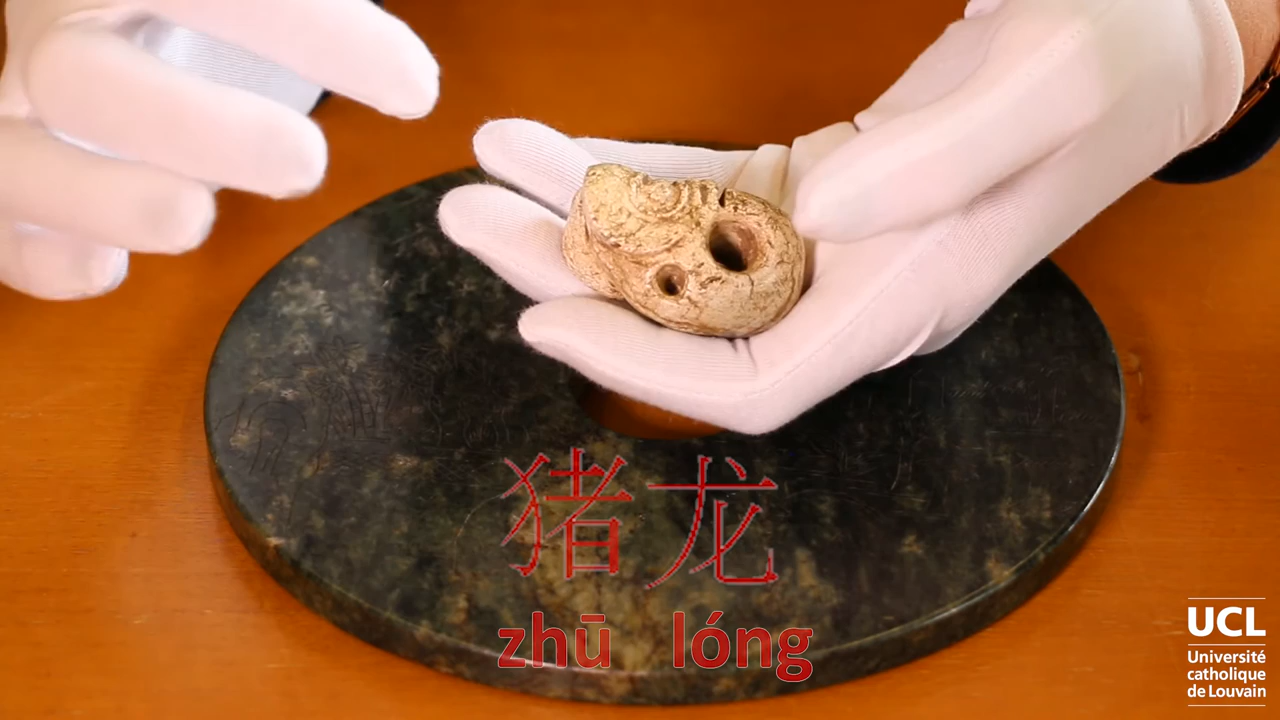 猪龙
zhū lóng
UCL
Université
catholique
de Louvain